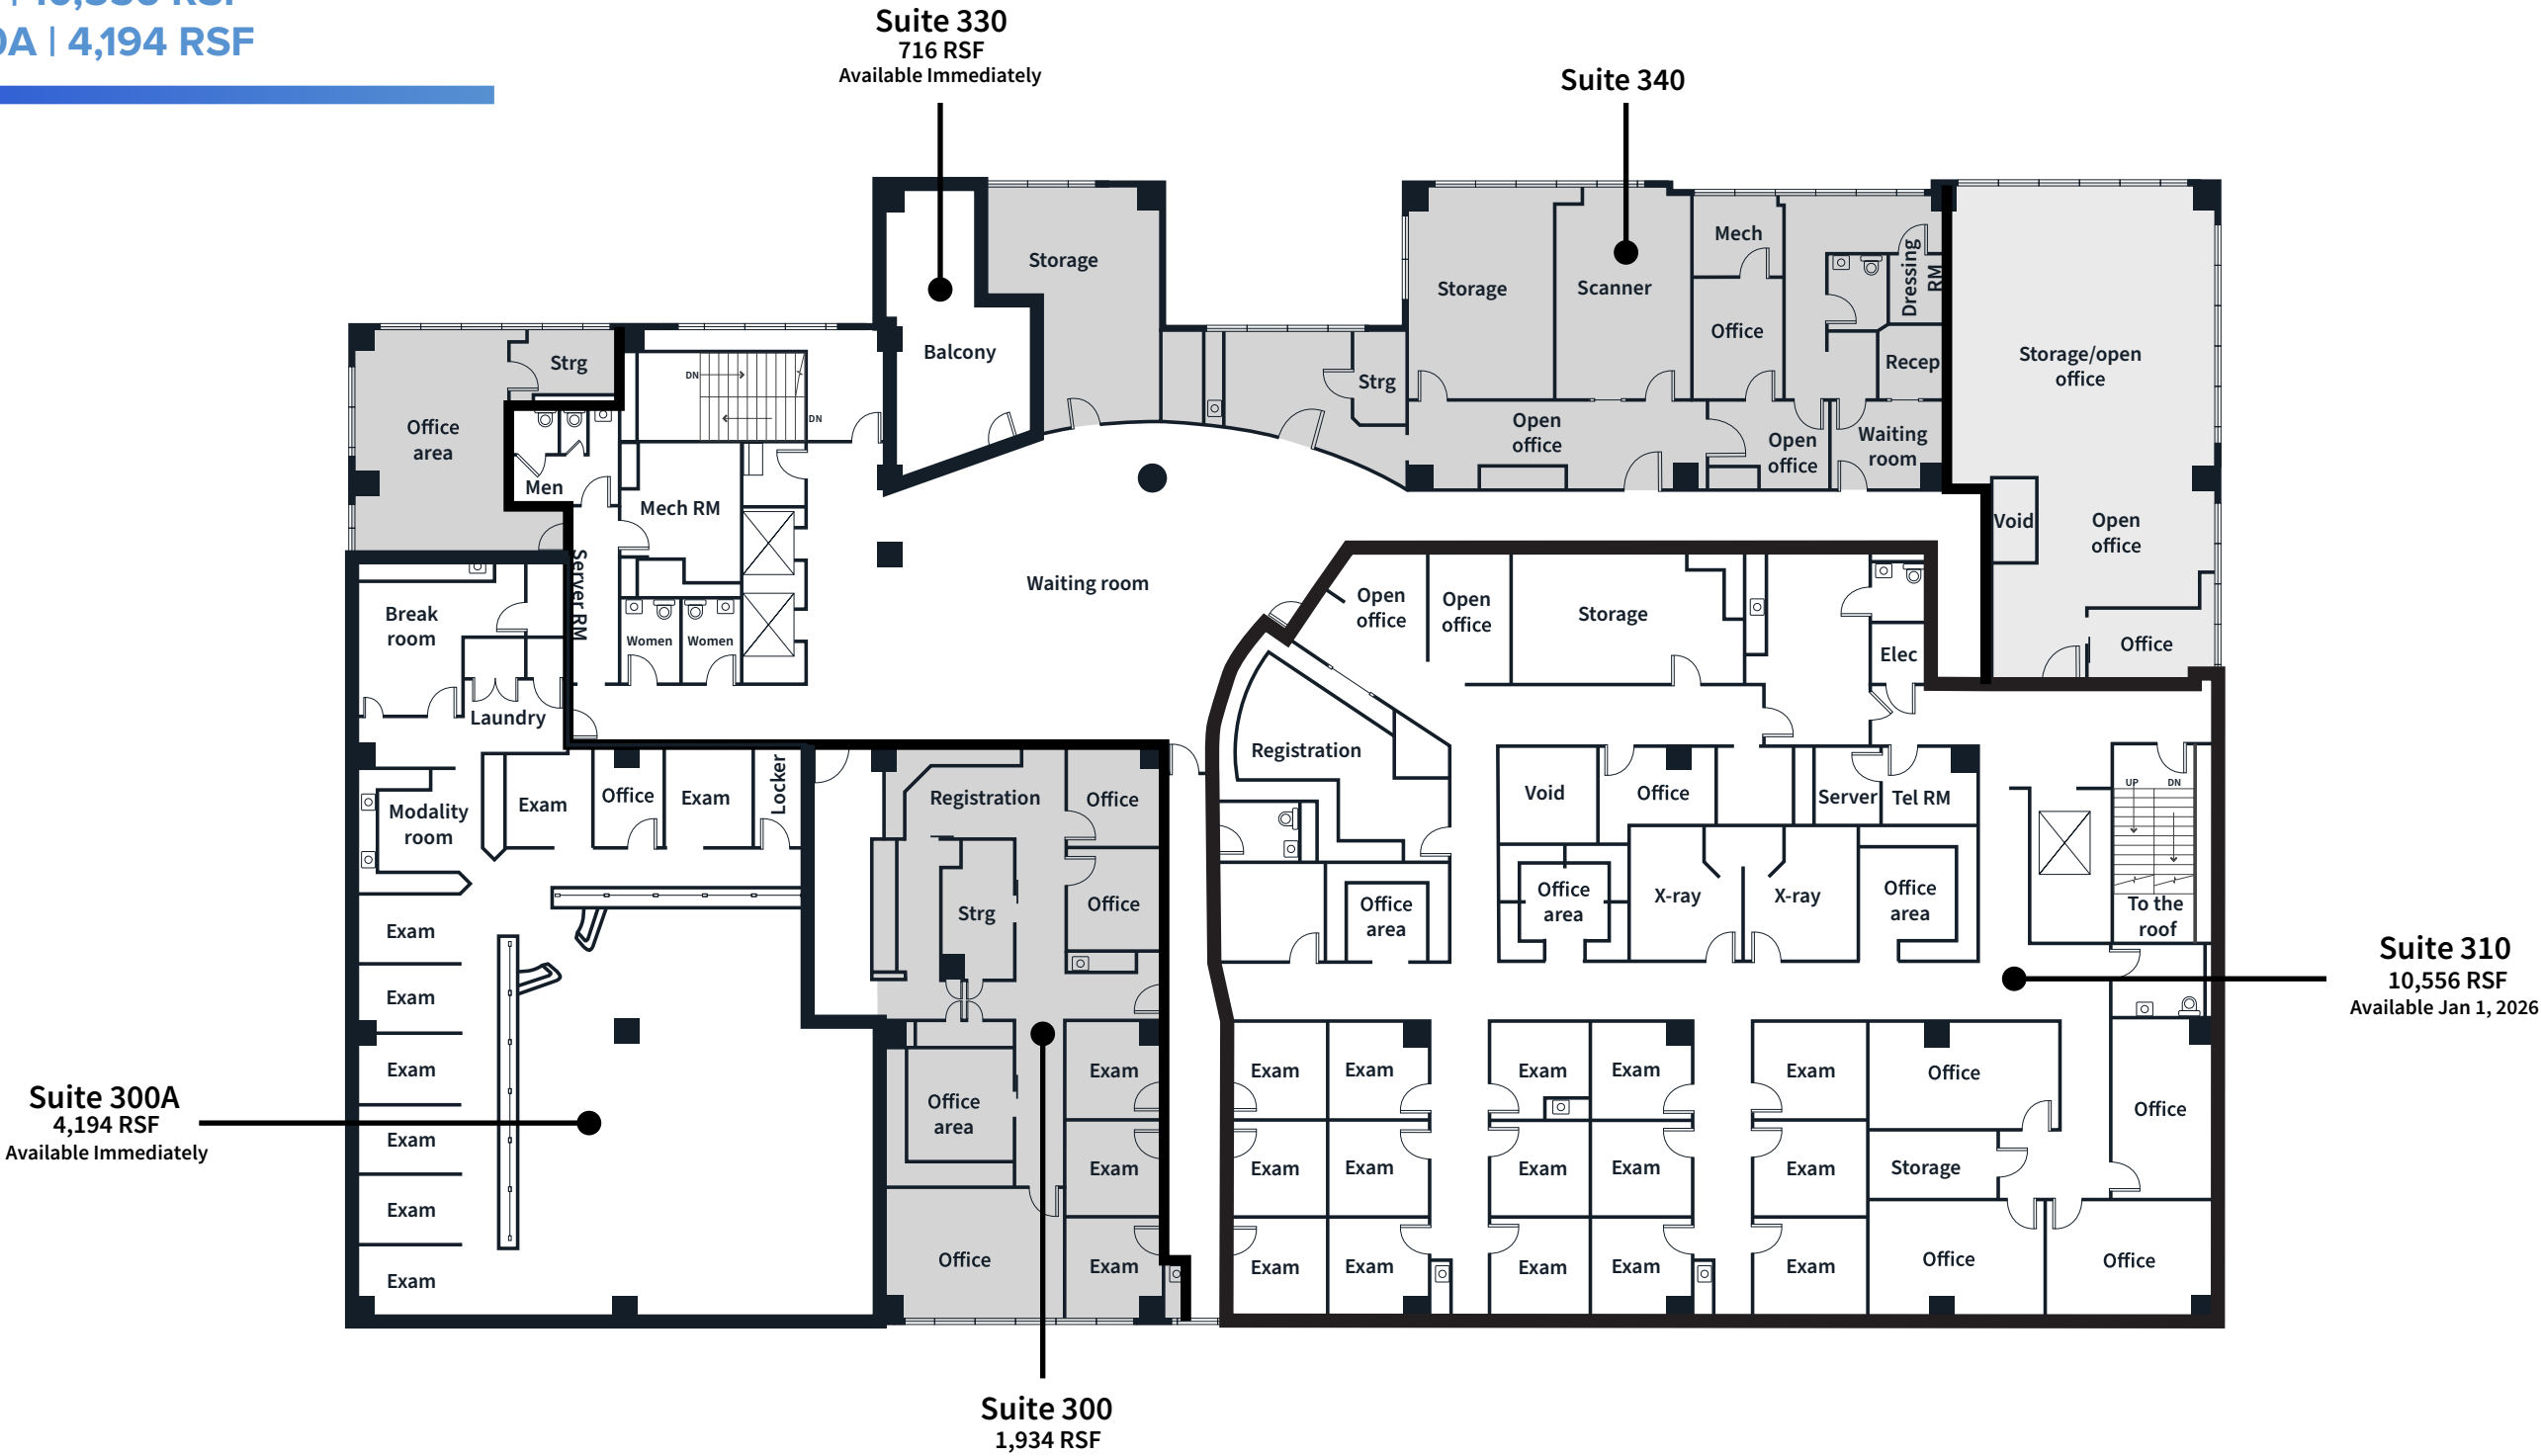 0A | 4,194 RSF
Suite 330
716 RSF
Available Immediately
Suite 340
Storage
Balcony
Strg
Office
area
Men
DN
DN
Mech RM
Server RM
Women
Women
Waiting room
Storage
Scanner
Mech
Office
Dressing
RM
Recep
Strg
Open
office
Open
office
Waiting
room
Storage/open
office
Void
Open
office
Office
Break
room
Laundry
Modality
room
Exam
Office
Exam
Locker
Exam
Exam
Exam
Exam
Exam
Exam
Suite 300A
4,194 RSF
Available Immediately
Registration
Office
Office
Strg
Office
area
Exam
Exam
Exam
Office
Suite 300
1,934 RSF
Open
office
Open
office
Storage
Elec
Registration
Void
Office
Server
Tel RM
Office
area
Office
area
X-ray
X-ray
Office
area
UP
DN
To the
roof
Suite 310
10,556 RSF
Available Jan 1, 2026
Exam
Exam
Exam
Exam
Exam
Office
Office
Exam
Exam
Exam
Exam
Exam
Storage
Exam
Exam
Exam
Exam
Exam
Office
Office